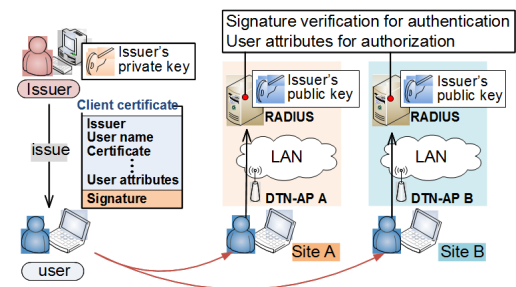 Signature verification for authentication
User attributes for authorization
Issuer's
private key
Issuer
Client certificate
Issuer
User name
Certificate
User attributes
Signature
issue
user
Issuer's
public key
RADIUS
LAN
DTN-AP A
Site A
Issuer's
public key
RADIUS
LAN
DTN-AP B
Site B